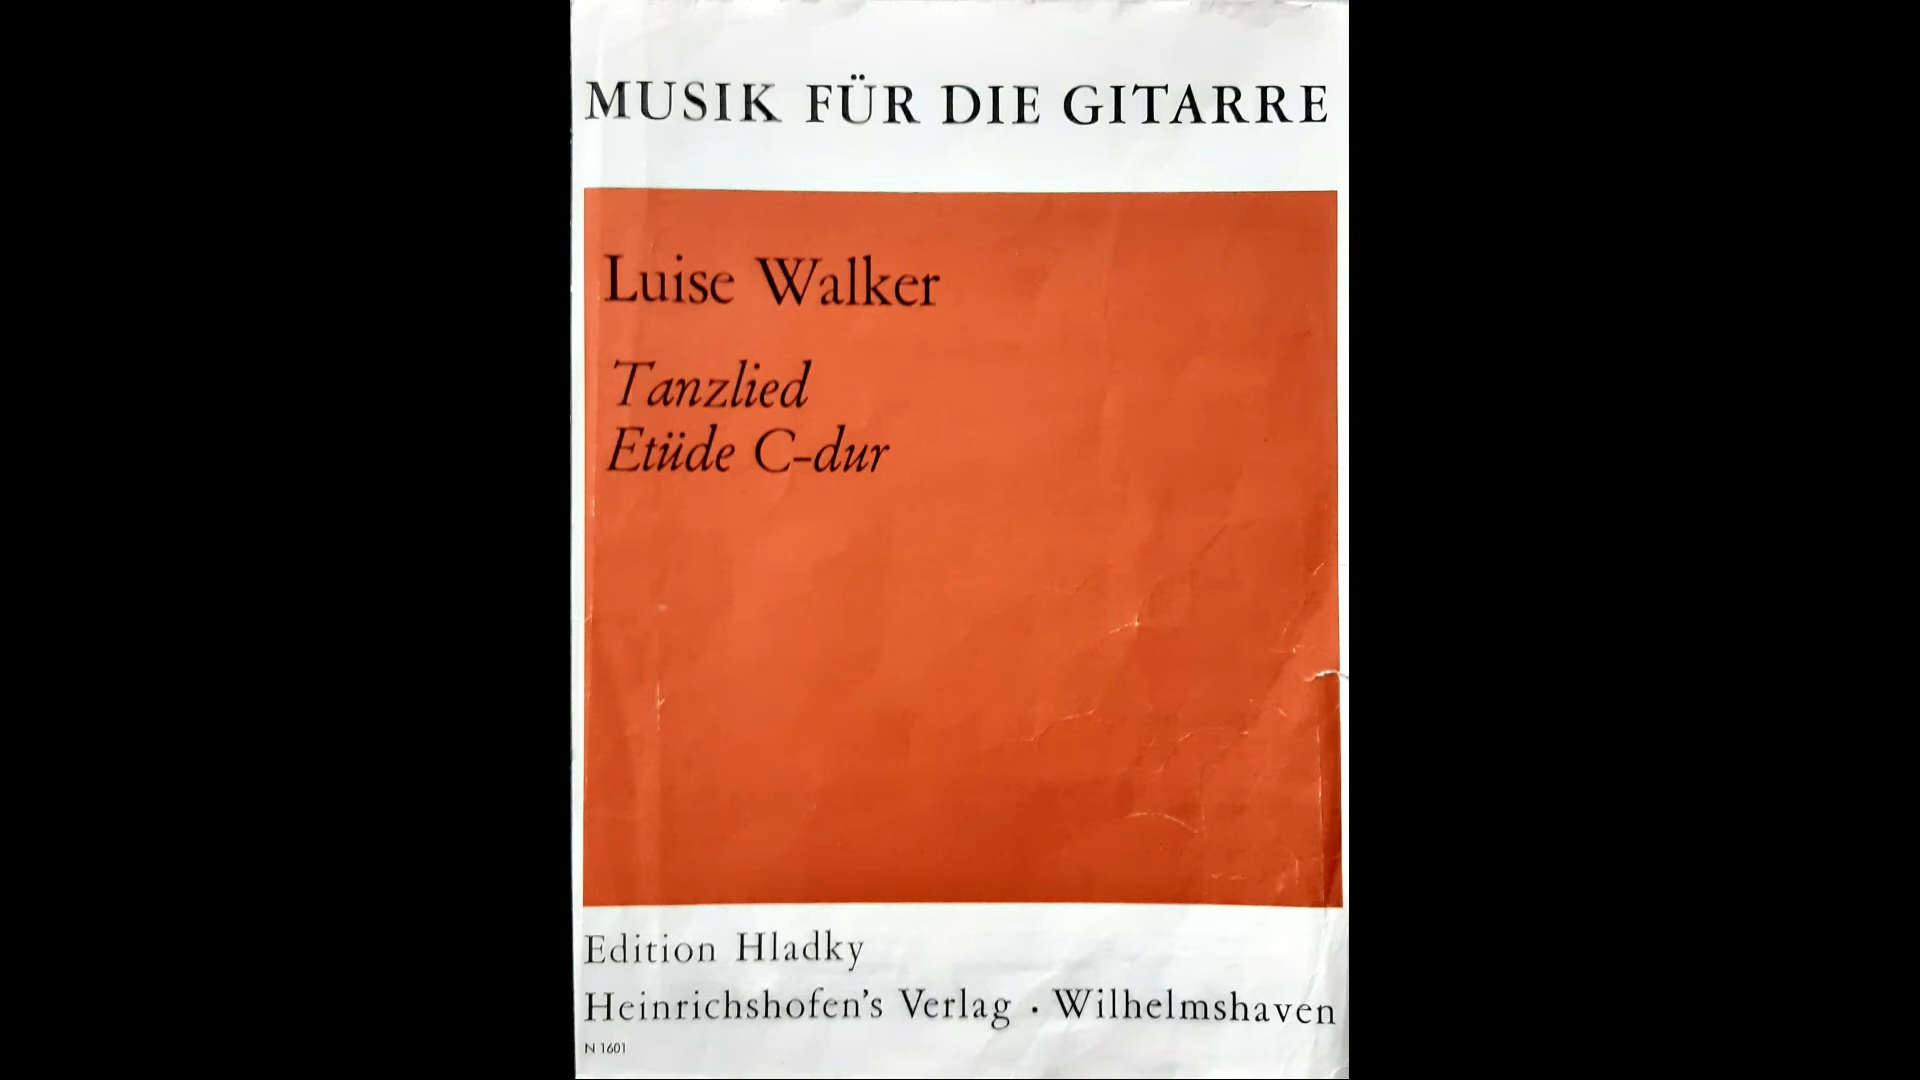 MUSIK FÜR DIE GITARRE
Luise Walker
Tanzlied
Etüde C-dur
Edition Hladky
Heinrichshofen's Verlag · Wilhelmshaven
N 1601